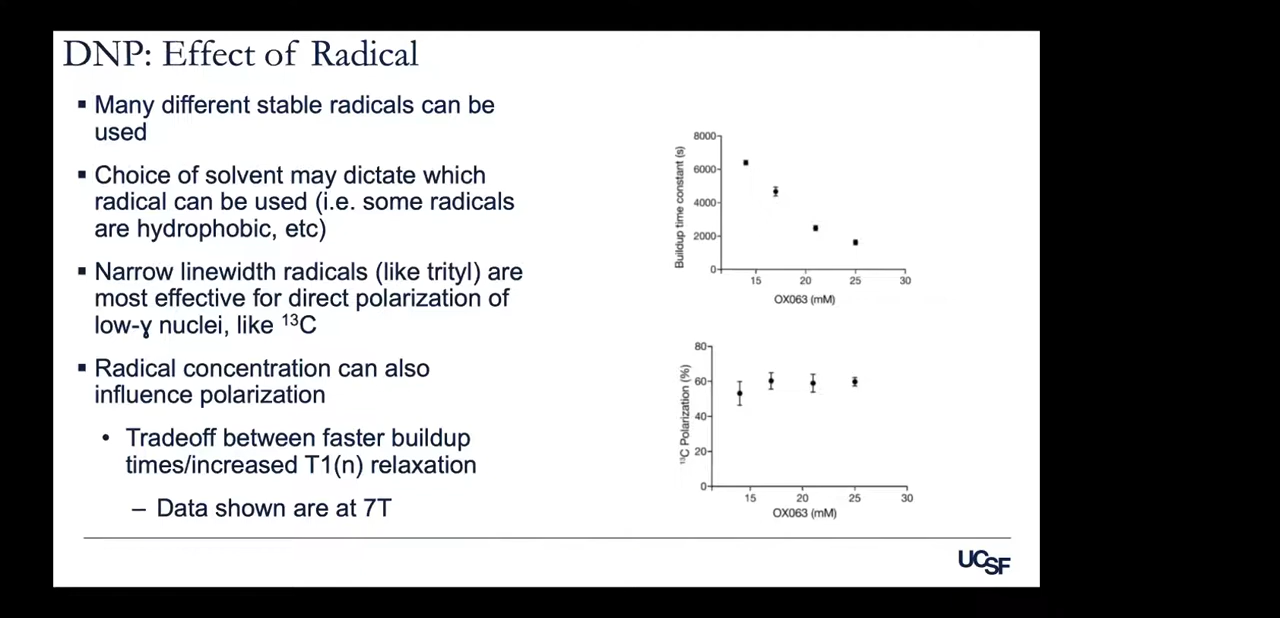 DNP: Effect of Radical
▪ Many different stable radicals can be
used
▪ Choice of solvent may dictate which
radical can be used (i.e. some radicals
are hydrophobic, etc)
▪ Narrow linewidth radicals (like trityl) are
most effective for direct polarization of
low-ɣ nuclei, like ¹³C
▪ Radical concentration can also
influence polarization
• Tradeoff between faster buildup
times/increased T1(n) relaxation
– Data shown are at 7T
Buildup time constant (s)
8000
6000
4000
2000
0
15 20 25 30
OX063 (mM)
¹³C Polarization (%)
80
60
40
20
0
15 20 25 30
OX063 (mM)
UCSF